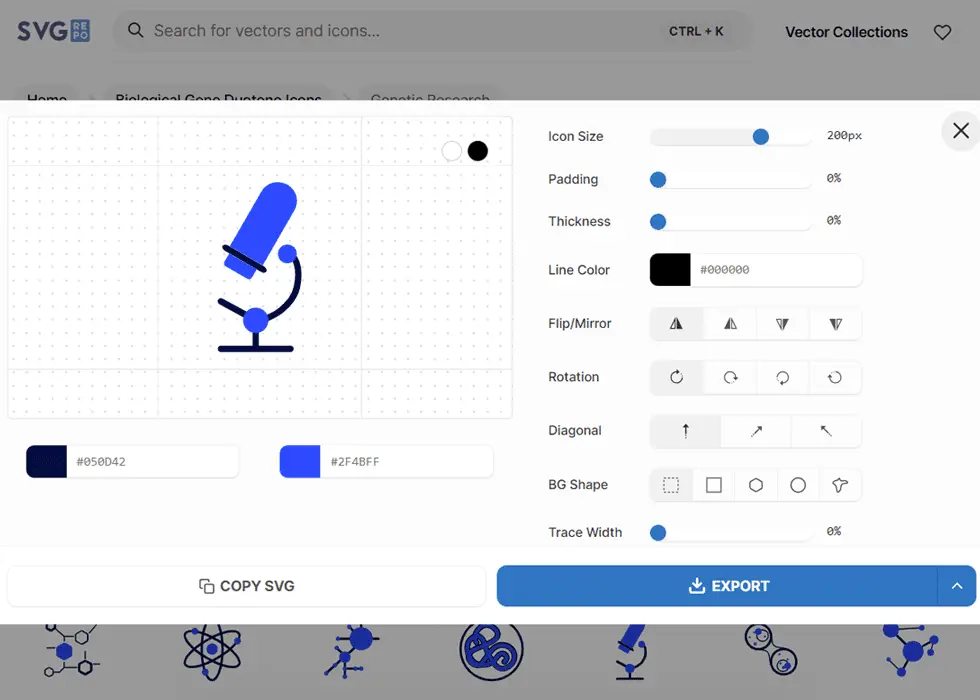 SVG REPO
Search for vectors and icons...
CTRL + K
Vector Collections
Home
Biological Gene Duotone Icons
Genetic Research
Icon Size
200px
Padding
0%
Thickness
0%
Line Color
#000000
Flip/Mirror
Rotation
Diagonal
BG Shape
Trace Width
0%
#050D42
#2F4BFF
COPY SVG
EXPORT